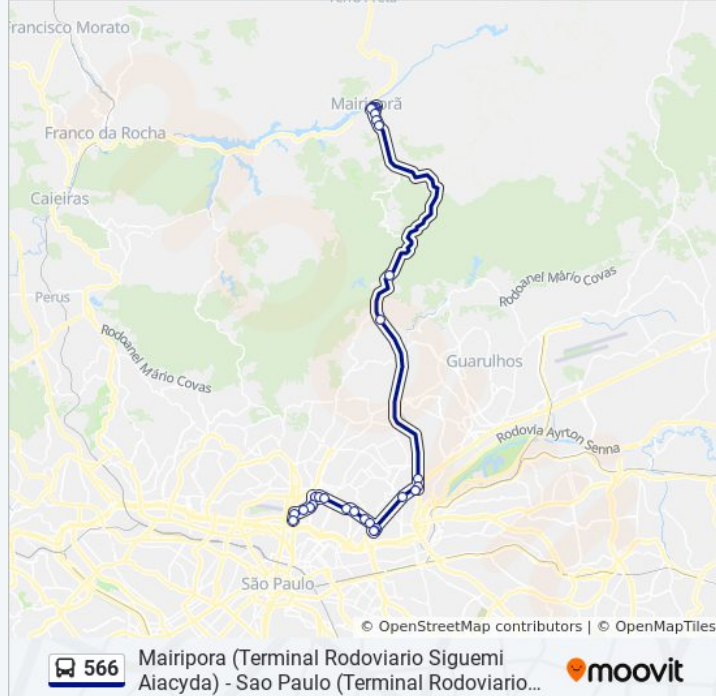 Francisco Morato
Mairiporã
Franco da Rocha
Caieiras
Perus
Rodoanel Mário Covas
Rodoanel Mário Covas
Guarulhos
Rodovia Ayrton Senna
São Paulo
© OpenStreetMap contributors | © OpenMapTiles
566
Mairipora (Terminal Rodoviario Siguemi
Aiacyda) - Sao Paulo (Terminal Rodoviario...
moovit